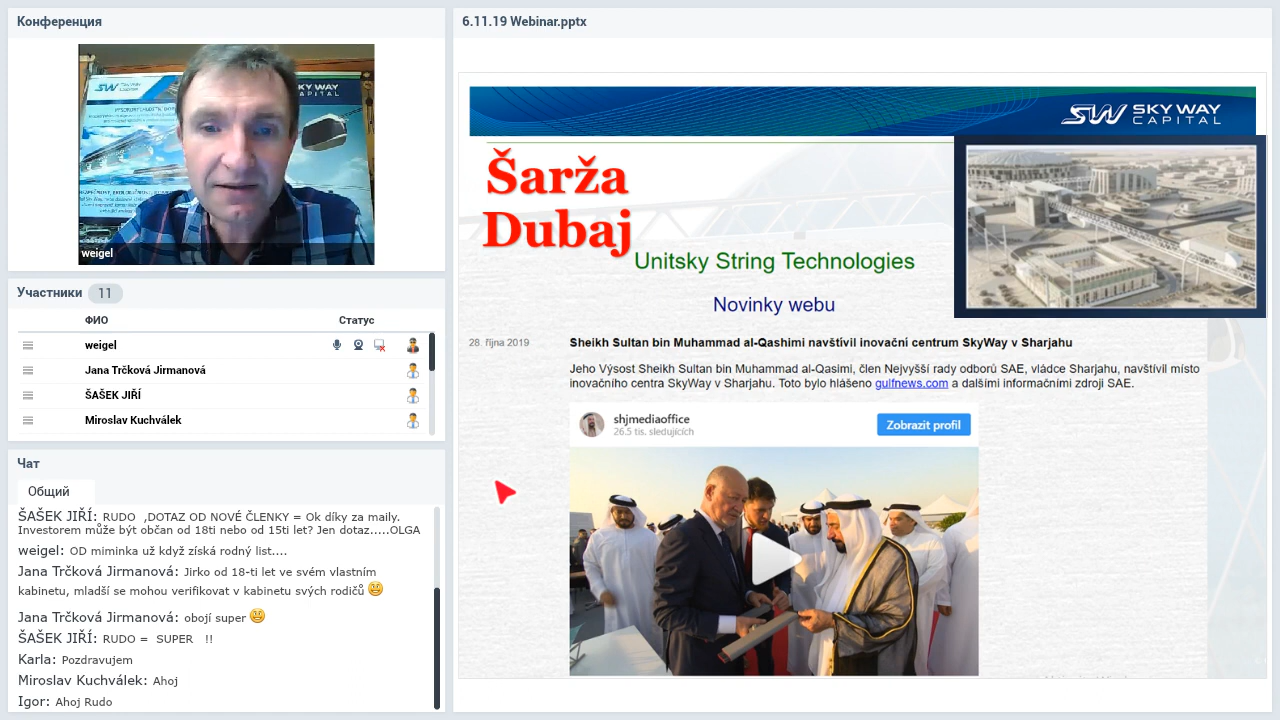 Конференция
SKY WAY
CAPITAL
weigel
Участники 11
ФИО Статус
weigel
Jana Trčková Jirmanová
ŠAŠEK JIŘÍ
Miroslav Kuchválek
Чат
Общий
ŠAŠEK JIŘÍ: RUDO ,DOTAZ OD NOVÉ ČLENKY = Ok díky za maily.
Investorem může být občan od 18ti nebo od 15ti let? Jen dotaz.....OLGA
weigel: OD miminka už když získá rodný list....
Jana Trčková Jirmanová: Jirko od 18-ti let ve svém vlastním
kabinetu, mladší se mohou verifikovat v kabinetu svých rodičů
Jana Trčková Jirmanová: obojí super
ŠAŠEK JIŘÍ: RUDO = SUPER !!
Karla: Pozdravujem
Miroslav Kuchválek: Ahoj
Igor: Ahoj Rudo
6.11.19 Webinar.pptx
SW SKY WAY
CAPITAL
Šarža
Dubaj
Unitsky String Technologies
Novinky webu
28. října 2019
Sheikh Sultan bin Muhammad al-Qashimi navštívil inovační centrum SkyWay v Sharjahu
Jeho Výsost Sheikh Sultan bin Muhammad al-Qasimi, člen Nejvyšší rady odborů SAE, vládce Sharjahu, navštívil místo
inovačního centra SkyWay v Sharjahu. Toto bylo hlášeno gulfnews.com a dalšími informačními zdroji SAE.
shjmediaoffice
26.5 tis. sledujících
Zobrazit profil